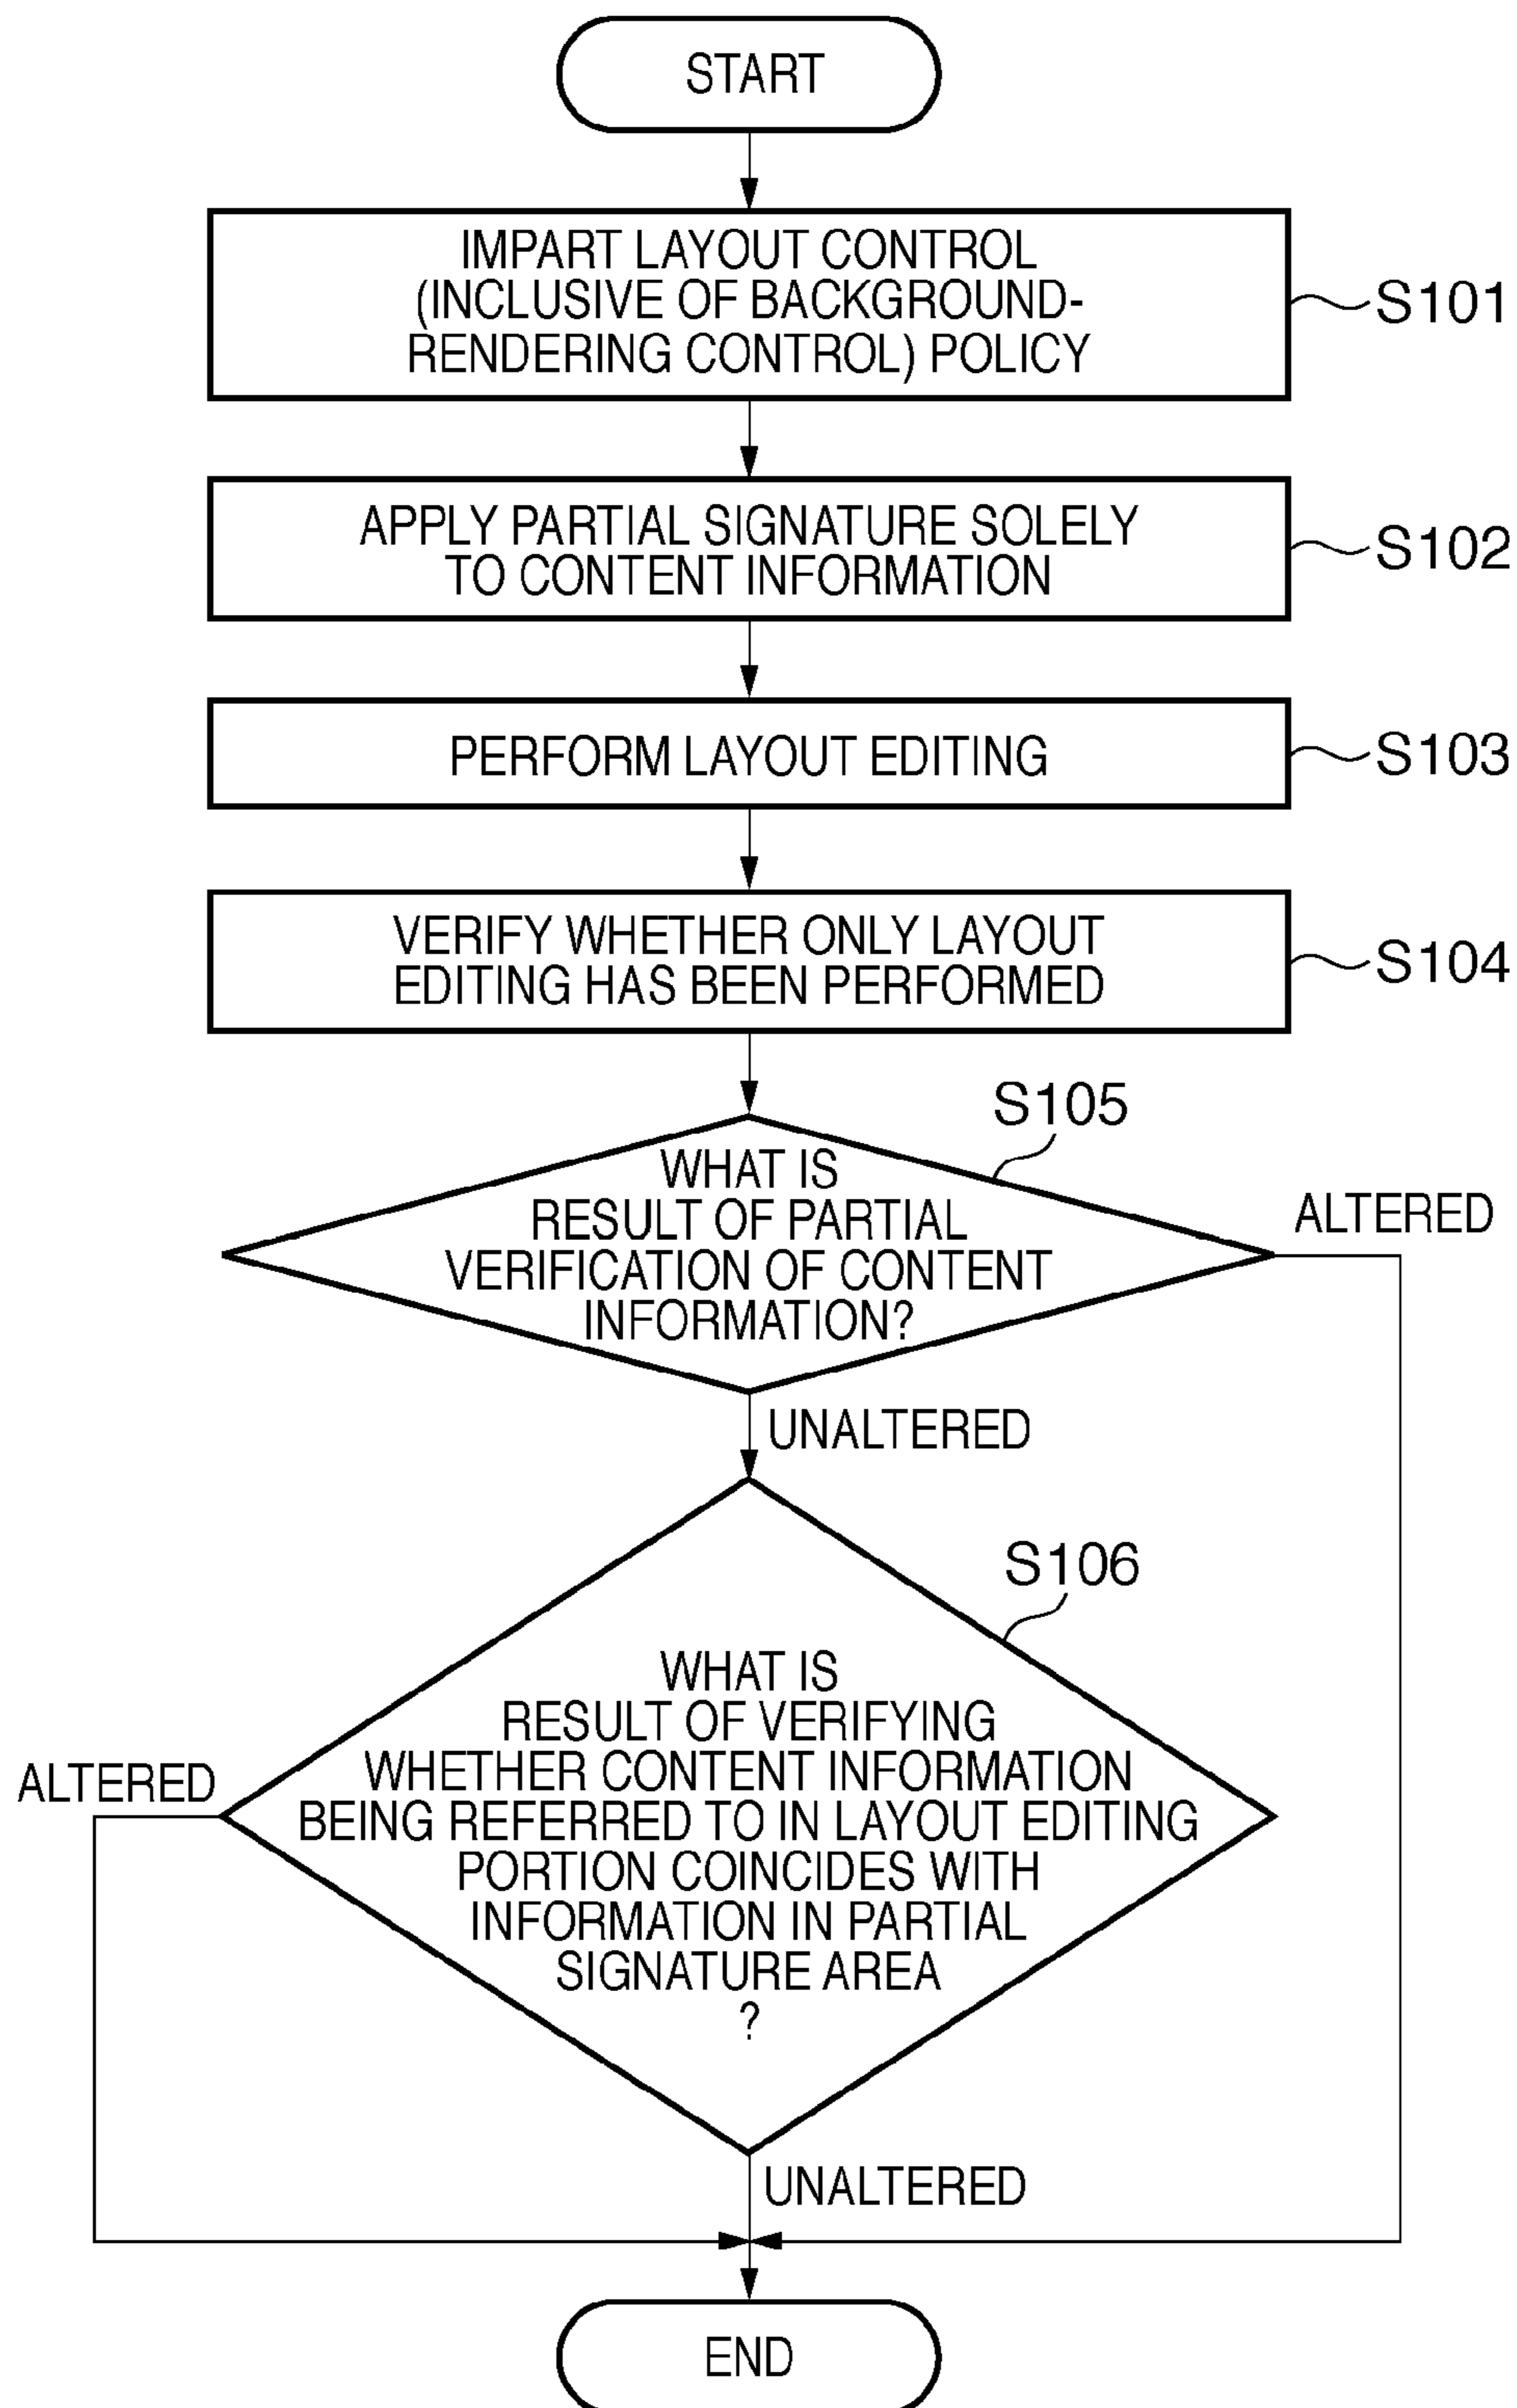 START
IMPART LAYOUT CONTROL
(INCLUSIVE OF BACKGROUND-
RENDERING CONTROL) POLICY
S101
APPLY PARTIAL SIGNATURE SOLELY
TO CONTENT INFORMATION
S102
PERFORM LAYOUT EDITING
S103
VERIFY WHETHER ONLY LAYOUT
EDITING HAS BEEN PERFORMED
S104
S105
WHAT IS
RESULT OF PARTIAL
VERIFICATION OF CONTENT
INFORMATION?
ALTERED
UNALTERED
S106
WHAT IS
RESULT OF VERIFYING
WHETHER CONTENT INFORMATION
BEING REFERRED TO IN LAYOUT EDITING
PORTION COINCIDES WITH
INFORMATION IN PARTIAL
SIGNATURE AREA
?
ALTERED
UNALTERED
END